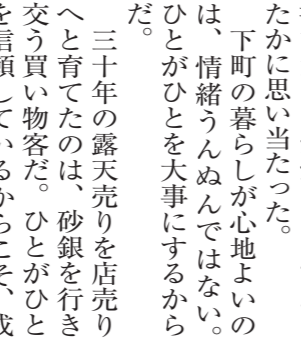 たかに思い当たった。
　下町の暮らしが心地よいの
は、情緒うんぬんではない。
ひとがひとを大事にするから
だ。
　三十年の露天売りを店売り
へと育てたのは、砂銀を行き
交う買い物客だ。ひとがひと
を信頼しているからこそ、成